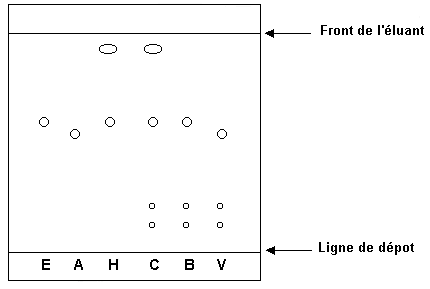 Front de l'éluant
Ligne de dépot
E A H C B V